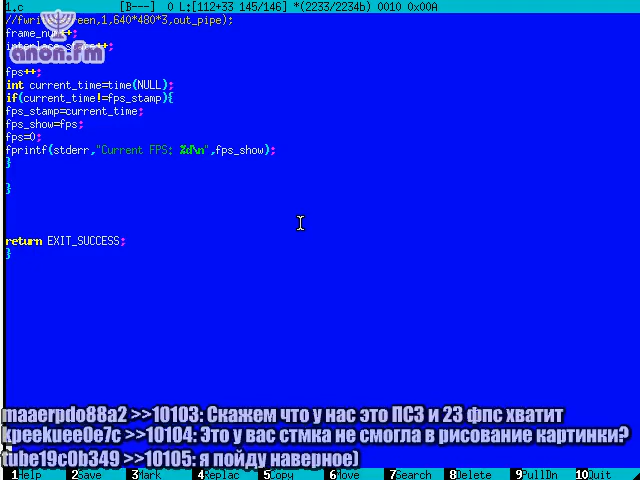 1.c [B---] 0 L:[112+33 145/146] *(2233/2234b) 0010 0x00A
een,1,640*480*3,out_pipe);
frame_num++;
anon.fm
fps++;
int current_time=time(NULL);
if(current_time!=fps_stamp){
fps_stamp=current_time;
fps_show=fps;
fps=0;
fprintf(stderr,"Current FPS: %d\n",fps_show);
}
}
return EXIT_SUCCESS;
}
maaerpdo88a2 >>10103: Скажем что у нас это ПС3 и 23 фпс хватит
kpeekuee0e7c >>10104: Это у вас стмка не смогла в рисование картинки?
tube19c0b349 >>10105: я пойду наверное)
1Help 2Save 3Mark 4Replac 5Copy 6Move 7Search 8Delete 9PullDn 10Quit